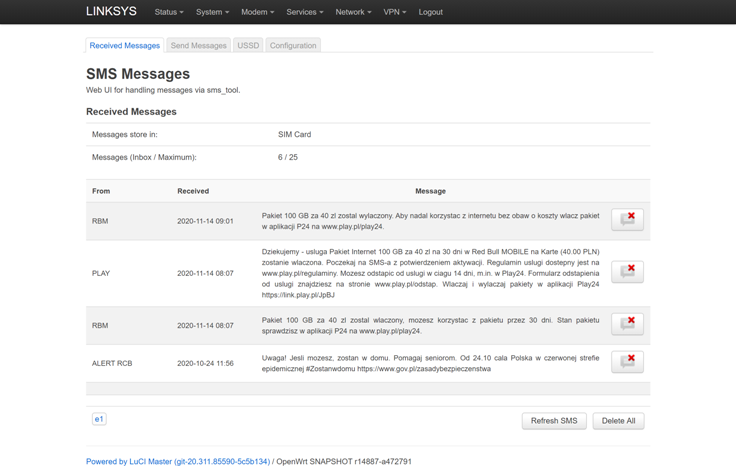 LINKSYS Status System Modem Services Network VPN Logout
Received Messages Send Messages USSD Configuration
SMS Messages
Web UI for handling messages via sms_tool.
Received Messages
Messages store in: SIM Card
Messages (Inbox / Maximum): 6 / 25
From Received Message
RBM 2020-11-14 09:01
Pakiet 100 GB za 40 zl zostal wylaczony. Aby nadal korzystac z internetu bez obaw o koszty wlacz pakiet
w aplikacji P24 na www.play.pl/play24.
PLAY 2020-11-14 08:07
Dziekujemy - usluga Pakiet Internet 100 GB za 40 zl na 30 dni w Red Bull MOBILE na Karte (40.00 PLN)
zostanie wlaczona. Poczekaj na SMS-a z potwierdzeniem aktywacji. Regulamin uslugi dostepny jest na
www.play.pl/regulaminy. Mozesz odstapic od uslugi w ciagu 14 dni, m.in. w Play24. Formularz odstapienia
od uslugi znajdziesz na stronie www.play.pl/odstap. Wlaczaj i wylaczaj pakiety w aplikacji Play24
https://link.play.pl/JpBJ
RBM 2020-11-14 08:07
Pakiet 100 GB za 40 zl zostal wlaczony, mozesz korzystac z pakietu przez 30 dni. Stan pakietu
sprawdzisz w aplikacji P24 na www.play.pl/play24.
ALERT RCB 2020-10-24 11:56
Uwaga! Jesli mozesz, zostan w domu. Pomagaj seniorom. Od 24.10 cala Polska w czerwonej strefie
epidemicznej #Zostanwdomu https://www.gov.pl/zasadybezpieczenstwa
e1 Refresh SMS Delete All
Powered by LuCI Master (git-20.311.85590-5c5b134) / OpenWrt SNAPSHOT r14887-a472791